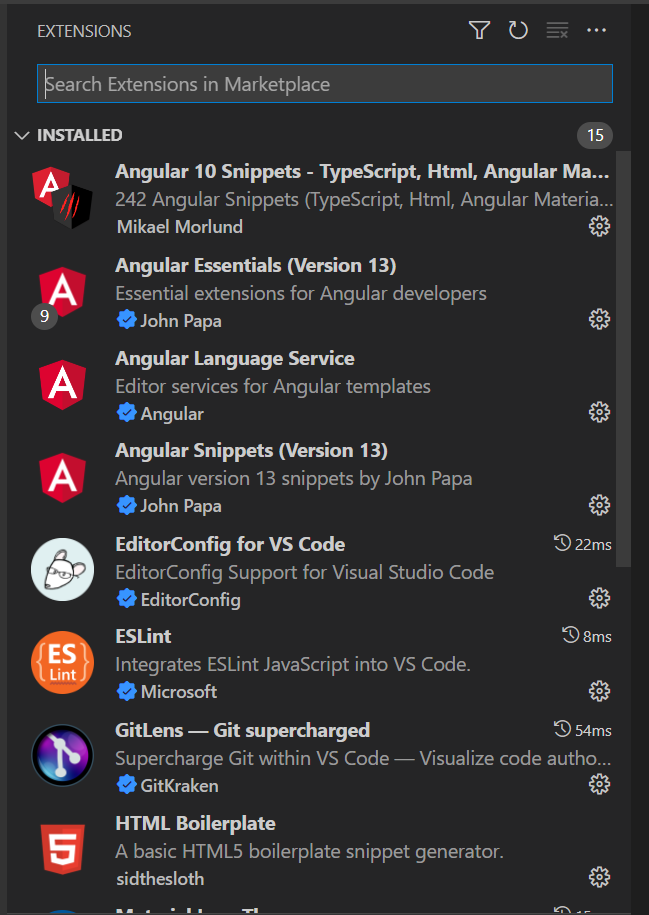 EXTENSIONS
Search Extensions in Marketplace
INSTALLED 15
Angular 10 Snippets - TypeScript, Html, Angular Ma...
242 Angular Snippets (TypeScript, Html, Angular Materia...
Mikael Morlund
Angular Essentials (Version 13)
Essential extensions for Angular developers
9 John Papa
Angular Language Service
Editor services for Angular templates
Angular
Angular Snippets (Version 13)
Angular version 13 snippets by John Papa
John Papa
EditorConfig for VS Code 22ms
EditorConfig Support for Visual Studio Code
EditorConfig
ESLint 8ms
ES
Lint
Integrates ESLint JavaScript into VS Code.
Microsoft
GitLens — Git supercharged 54ms
Supercharge Git within VS Code — Visualize code autho...
GitKraken
HTML Boilerplate
A basic HTML5 boilerplate snippet generator.
sidthesloth